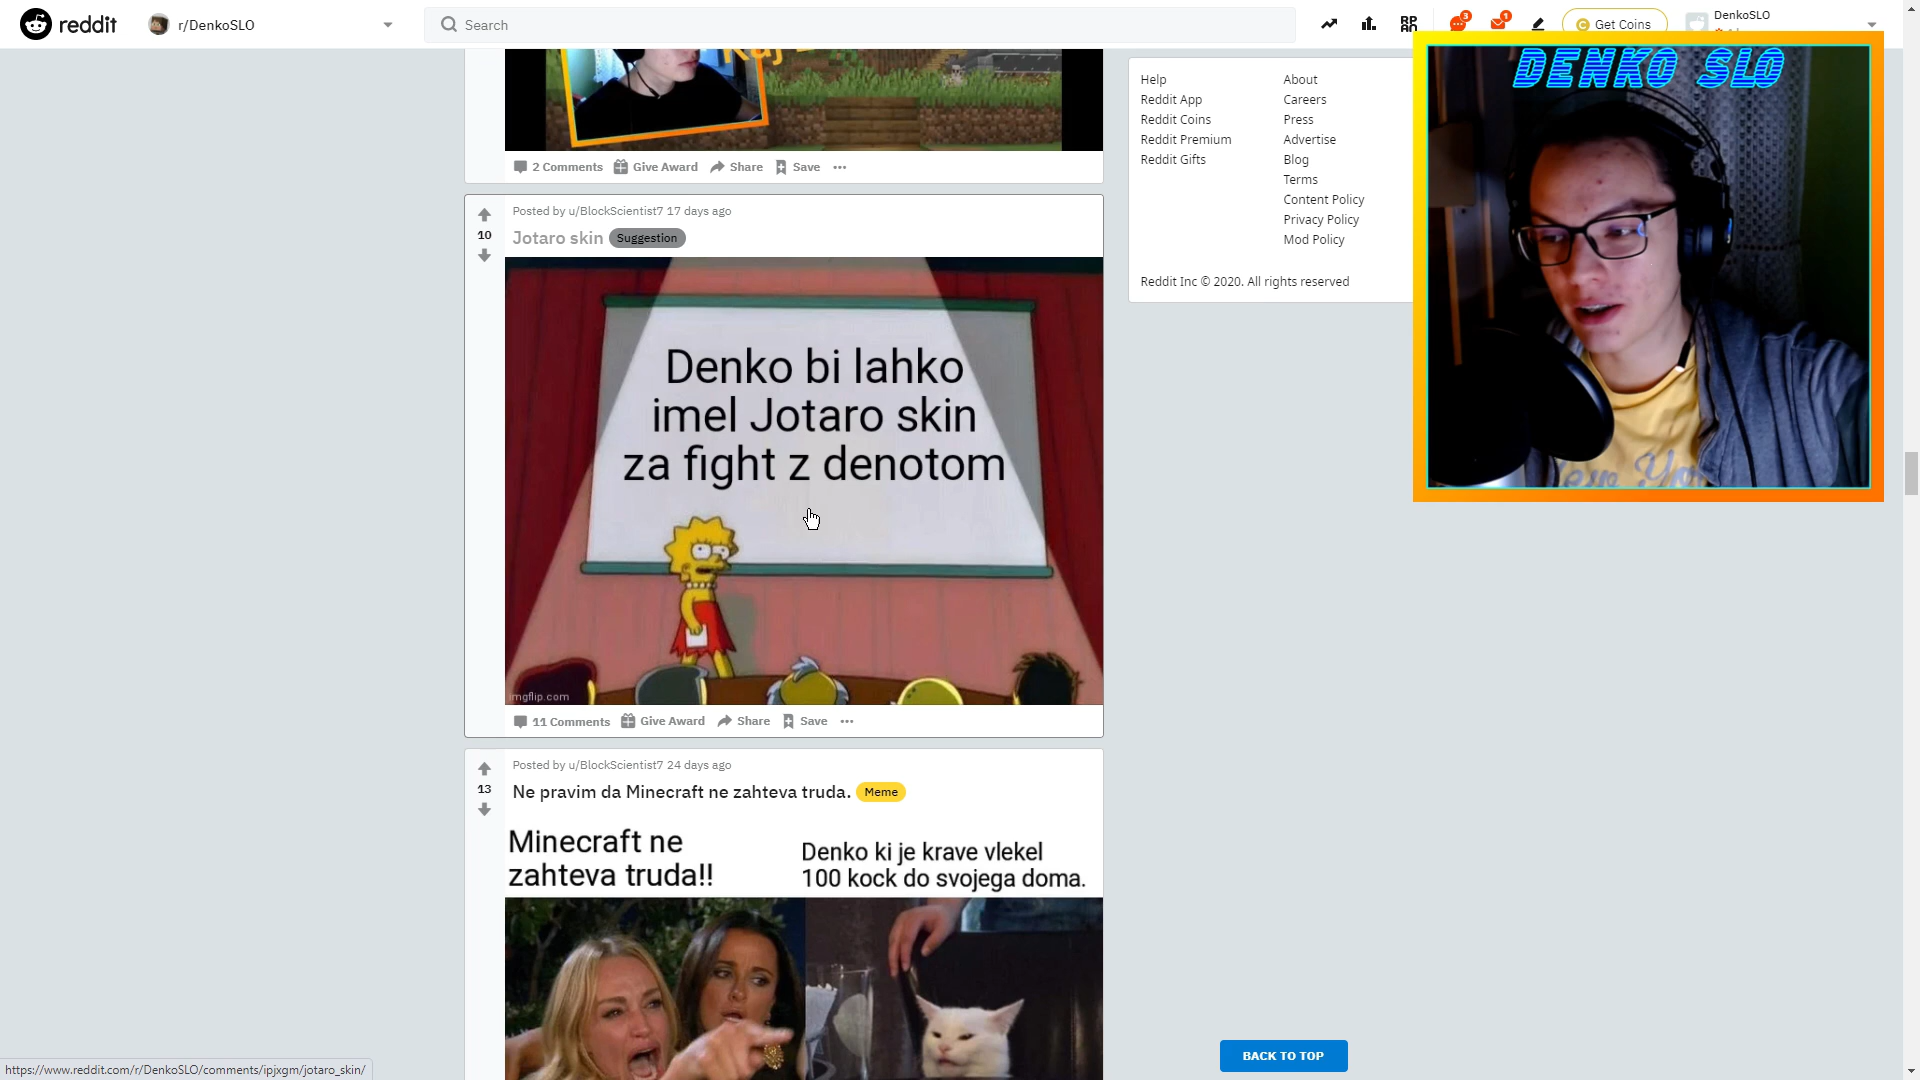 reddit
r/DenkoSLO
Search
3
1
Get Coins
DenkoSLO
DENKO SLO
Kaj
2 Comments
Give Award
Share
Save
Help
Reddit App
Reddit Coins
Reddit Premium
Reddit Gifts
About
Careers
Press
Advertise
Blog
Terms
Content Policy
Privacy Policy
Mod Policy
Reddit Inc © 2020. All rights reserved
Posted by u/BlockScientist7 17 days ago
10
Jotaro skin
Suggestion
Denko bi lahko
imel Jotaro skin
za fight z denotom
imgflip.com
11 Comments
Give Award
Share
Save
Posted by u/BlockScientist7 24 days ago
13
Ne pravim da Minecraft ne zahteva truda.
Meme
Minecraft ne
zahteva truda!!
Denko ki je krave vlekel
100 kock do svojega doma.
BACK TO TOP
https://www.reddit.com/r/DenkoSLO/comments/ipjxgm/jotaro_skin/